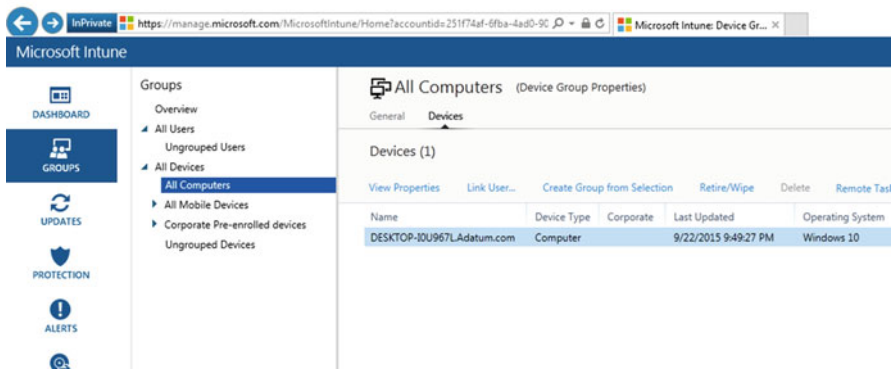 InPrivate https://manage.microsoft.com/MicrosoftIntune/Home?accountid=251f74af-6fba-4ad0-9C Microsoft Intune: Device Gr...
Microsoft Intune
DASHBOARD
GROUPS
UPDATES
PROTECTION
ALERTS
Groups
Overview
All Users
Ungrouped Users
All Devices
All Computers
All Mobile Devices
Corporate Pre-enrolled devices
Ungrouped Devices
All Computers (Device Group Properties)
General Devices
Devices (1)
View Properties Link User... Create Group from Selection Retire/Wipe Delete Remote Tas
Name Device Type Corporate Last Updated Operating System
DESKTOP-I0U967L.Adatum.com Computer 9/22/2015 9:49:27 PM Windows 10